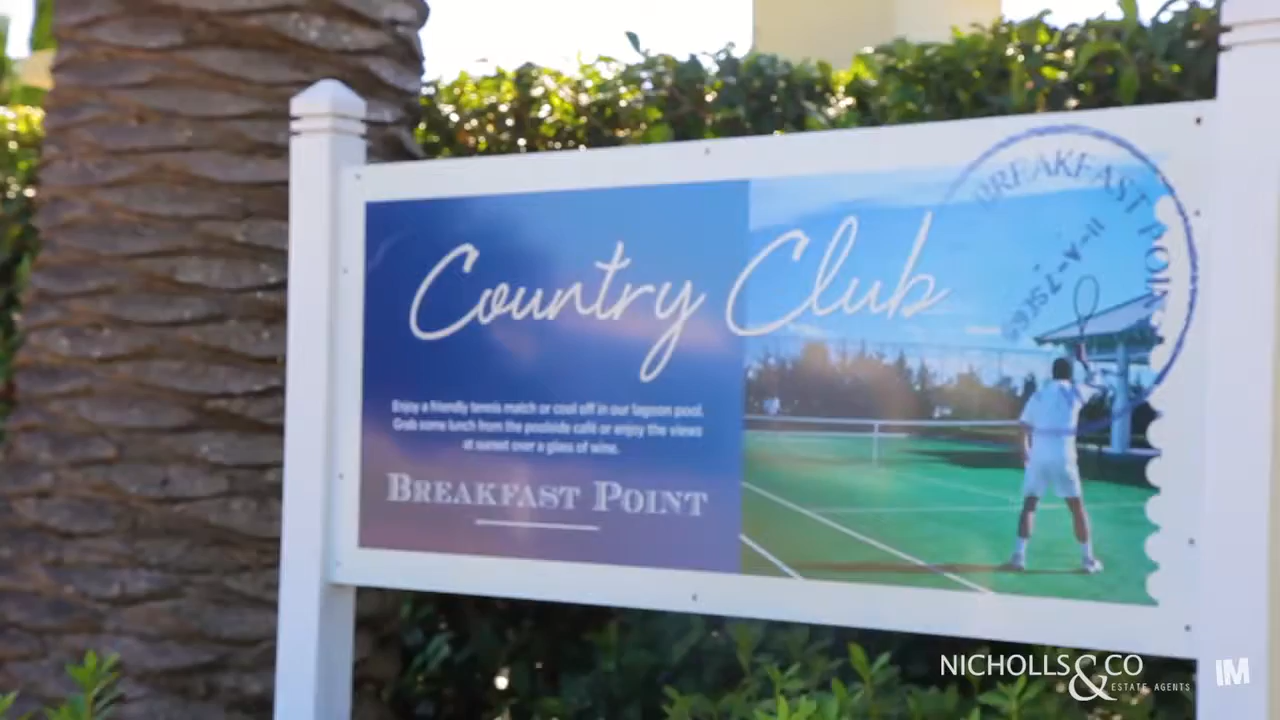 Country Club
BREAKFAST POINT
Enjoy a friendly tennis match or cool off in our lagoon pool.
Grab some lunch from the poolside café or enjoy the views
at sunset over a glass of wine.
BREAKFAST POINT
NICHOLLS&CO
ESTATE AGENTS
IM